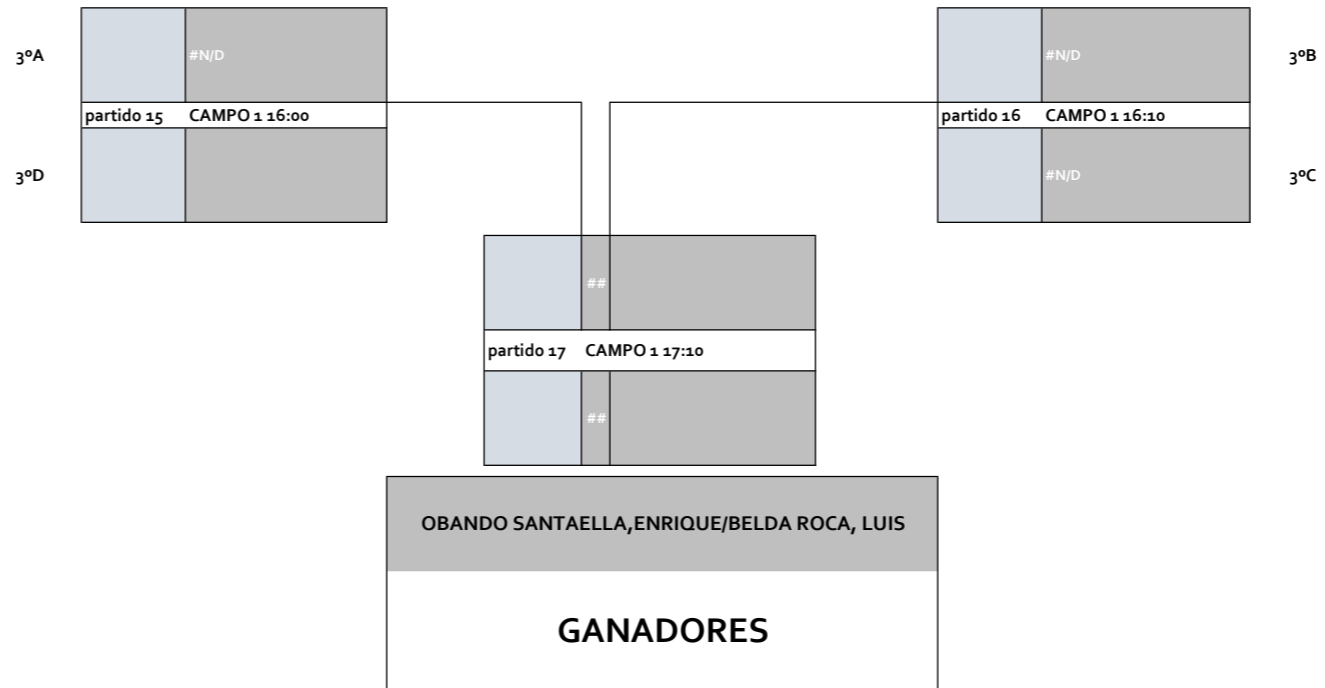 3ºA
#N/D
partido 15 CAMPO 1 16:00
3ºD
#N/D
3ºB
partido 16 CAMPO 1 16:10
#N/D
3ºC
##
partido 17 CAMPO 1 17:10
##
OBANDO SANTAELLA,ENRIQUE/BELDA ROCA, LUIS
GANADORES